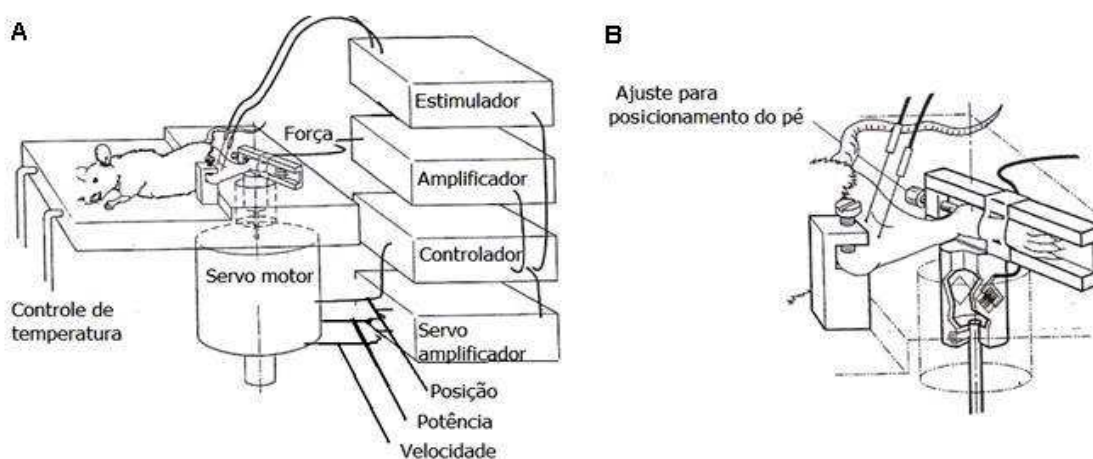 A
Estimulador
Força
Amplificador
Controlador
Servo motor
Controle de
temperatura
Servo
amplificador
Posição
Potência
Velocidade
B
Ajuste para
posicionamento do pé